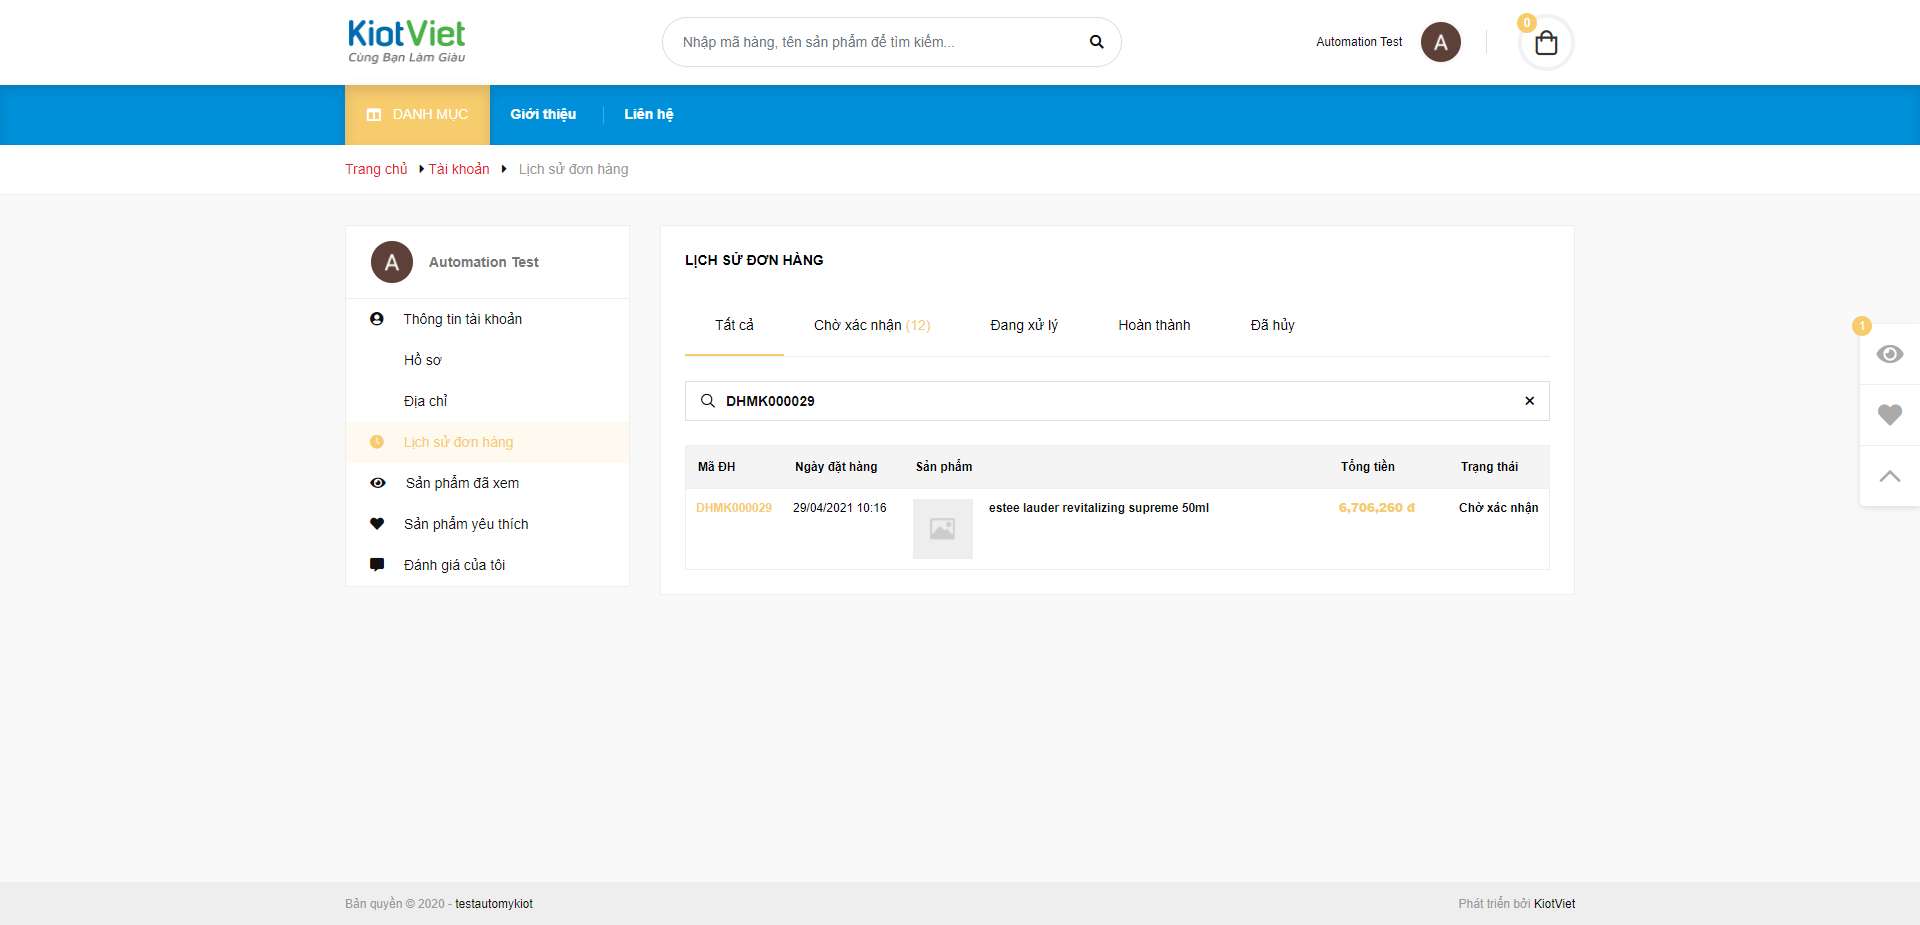 KiotViet
Cùng Bạn Làm Giàu
Nhập mã hàng, tên sản phẩm để tìm kiếm...
Automation Test
A
0
DANH MỤC
Giới thiệu
Liên hệ
Trang chủ
Tài khoản
Lịch sử đơn hàng
A
Automation Test
Thông tin tài khoản
Hồ sơ
Địa chỉ
Lịch sử đơn hàng
Sản phẩm đã xem
Sản phẩm yêu thích
Đánh giá của tôi
LỊCH SỬ ĐƠN HÀNG
Tất cả
Chờ xác nhận (12)
Đang xử lý
Hoàn thành
Đã hủy
DHMK000029
Mã ĐH Ngày đặt hàng Sản phẩm Tổng tiền Trạng thái
DHMK000029 29/04/2021 10:16 estee lauder revitalizing supreme 50ml 6,706,260 đ Chờ xác nhận
1
Bản quyền © 2020 - testautomykiot
Phát triển bởi KiotViet